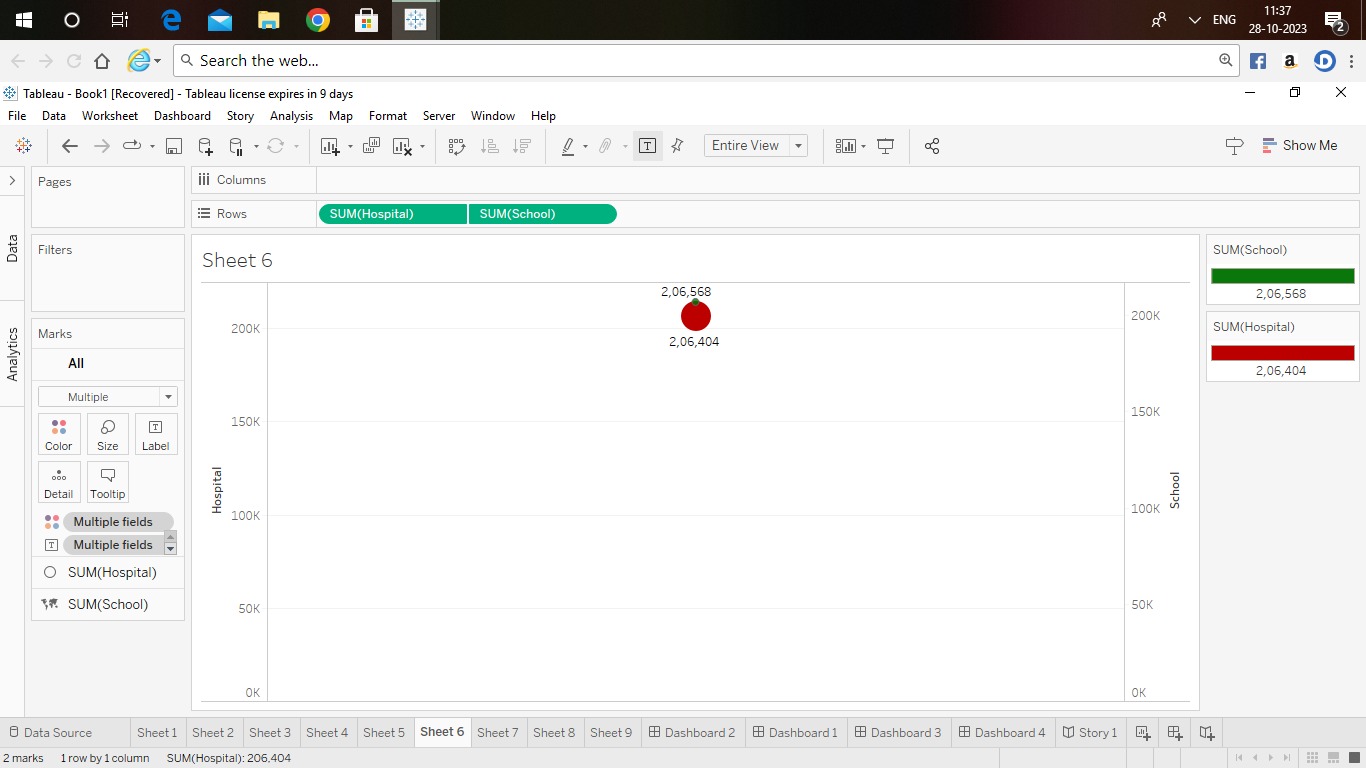 11:37
ENG
28-10-2023
2
Search the web...
Tableau - Book1 [Recovered] - Tableau license expires in 9 days
File Data Worksheet Dashboard Story Analysis Map Format Server Window Help
Entire View
Show Me
Pages
Columns
Rows
SUM(Hospital)
SUM(School)
Data
Analytics
Filters
Marks
All
Multiple
Color
Size
Label
Detail
Tooltip
Multiple fields
Multiple fields
SUM(Hospital)
SUM(School)
Sheet 6
2,06,568
2,06,404
200K
150K
100K
50K
0K
Hospital
200K
150K
100K
50K
0K
School
SUM(School)
2,06,568
SUM(Hospital)
2,06,404
Data Source Sheet 1 Sheet 2 Sheet 3 Sheet 4 Sheet 5 Sheet 6 Sheet 7 Sheet 8 Sheet 9 Dashboard 2 Dashboard 1 Dashboard 3 Dashboard 4 Story 1
2 marks 1 row by 1 column SUM(Hospital): 206,404